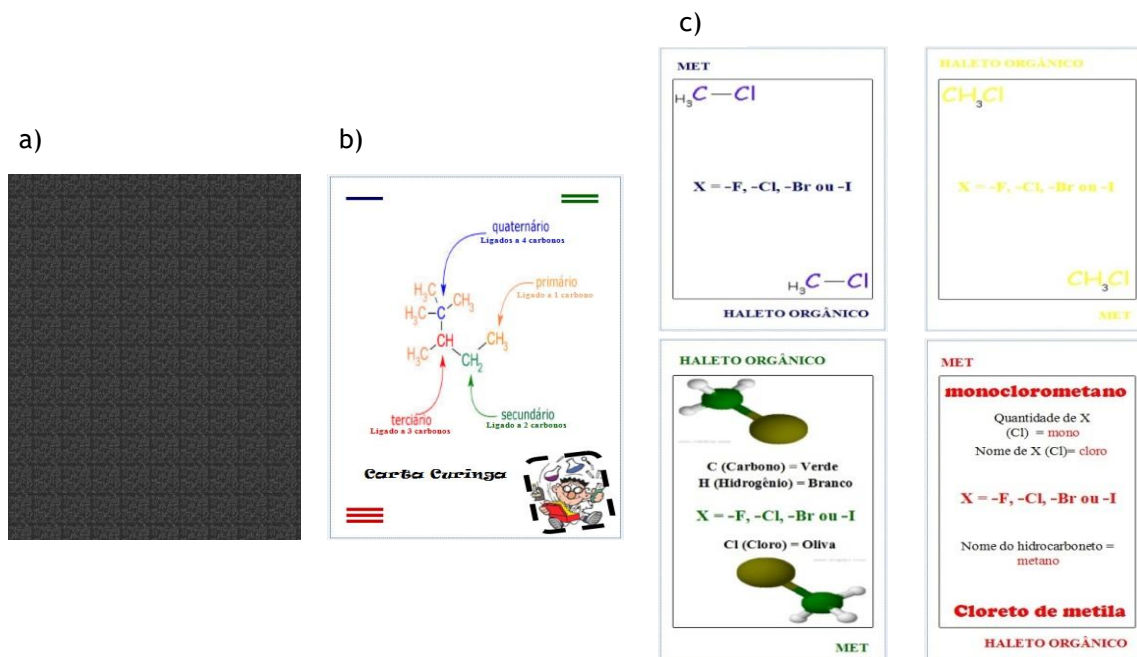 a)
b)
quaternário
Ligados a 4 carbonos
primário
Ligado a 1 carbono
H₃C
CH₃
H₃C
C
CH
CH₃
H₃C
CH₂
terciário
Ligado a 3 carbonos
secundário
Ligado a 2 carbonos
Carta Curinga
c)
MET
H₃C—Cl
X = -F, -Cl, -Br ou -I
H₃C—Cl
HALETO ORGÂNICO
HALETO ORGÂNICO
CH₃Cl
X = -F, -Cl, -Br ou -I
CH₃Cl
MET
HALETO ORGÂNICO
C (Carbono) = Verde
H (Hidrogênio) = Branco
X = -F, -Cl, -Br ou -I
Cl (Cloro) = Oliva
MET
MET
monoclorometano
Quantidade de X
(Cl) = mono
Nome de X (Cl)= cloro
X = -F, -Cl, -Br ou -I
Nome do hidrocarboneto =
metano
Cloreto de metila
HALETO ORGÂNICO